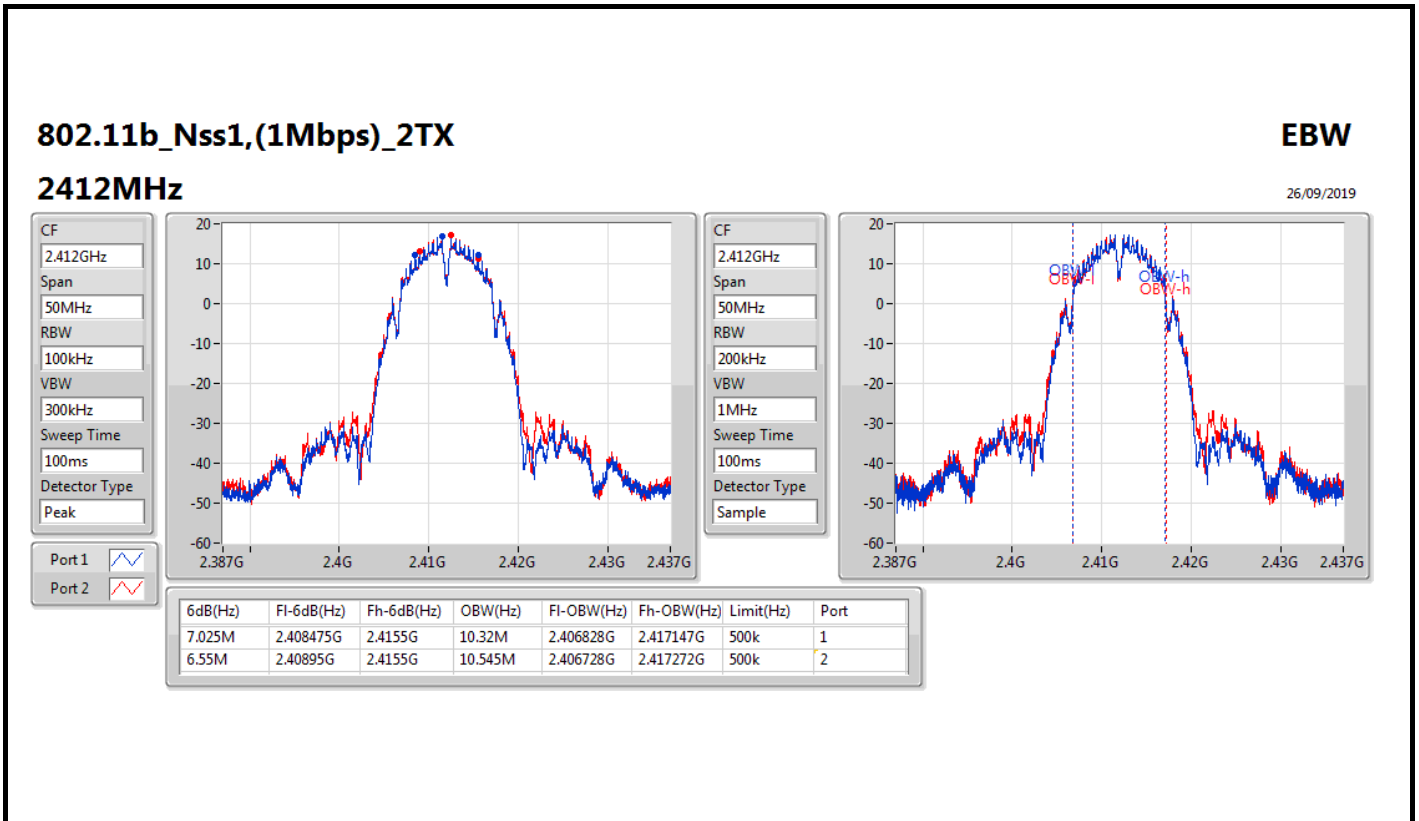 802.11b_Nss1,(1Mbps)_2TX
EBW
2412MHz
26/09/2019
CF
2.412GHz
Span
50MHz
RBW
100kHz
VBW
300kHz
Sweep Time
100ms
Detector Type
Peak
Port 1
Port 2
20
10
0
-10
-20
-30
-40
-50
-60
2.387G 2.4G 2.41G 2.42G 2.43G 2.437G
CF
2.412GHz
Span
50MHz
RBW
200kHz
VBW
1MHz
Sweep Time
100ms
Detector Type
Sample
20
10
0
-10
-20
-30
-40
-50
-60
OBW-l
OBW-l
OBW-h
OBW-h
2.387G 2.4G 2.41G 2.42G 2.43G 2.437G
6dB(Hz) Fl-6dB(Hz) Fh-6dB(Hz) OBW(Hz) Fl-OBW(Hz) Fh-OBW(Hz) Limit(Hz) Port
7.025M 2.408475G 2.4155G 10.32M 2.406828G 2.417147G 500k 1
6.55M 2.40895G 2.4155G 10.545M 2.406728G 2.417272G 500k 2